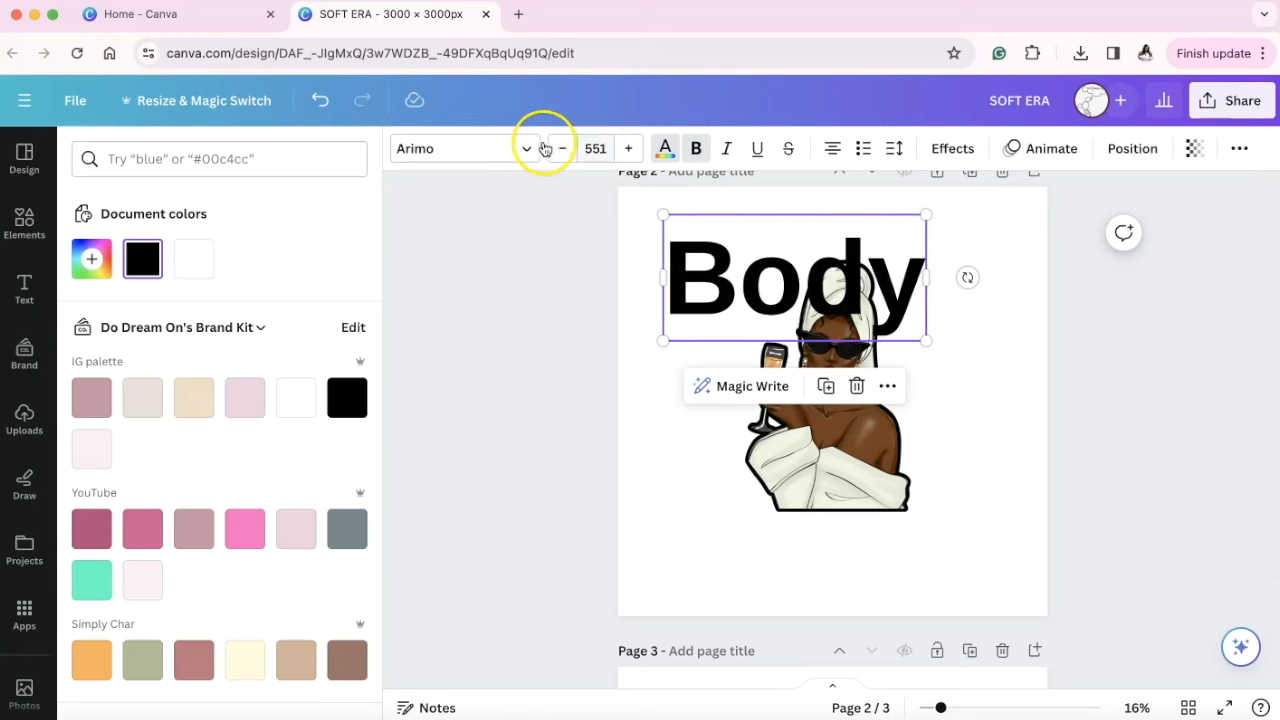 Home - Canva
SOFT ERA - 3000 × 3000px
canva.com/design/DAF_-JIgMxQ/3w7WDZB_-49DFXqBqUq91Q/edit
Finish update
File
Resize & Magic Switch
SOFT ERA
Share
Design
Elements
Text
Brand
Uploads
Draw
Projects
Apps
Photos
Try “blue” or “#00c4cc”
Document colors
Do Dream On's Brand Kit
Edit
IG palette
YouTube
Simply Char
Arimo
551
A
B
I
U
S
Effects
Animate
Position
Page 2 - Add page title
Body
Magic Write
Page 3 - Add page title
Notes
Page 2 / 3
16%